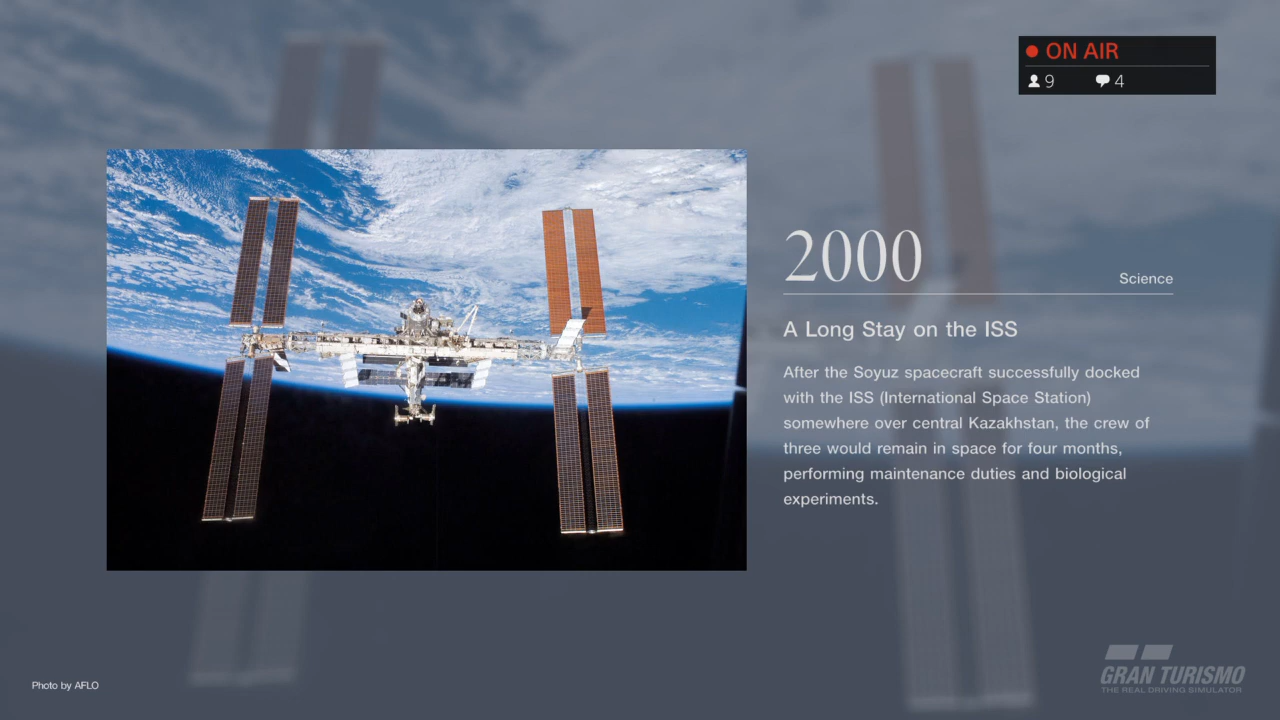 ON AIR
9 4
2000
Science
A Long Stay on the ISS
After the Soyuz spacecraft successfully docked
with the ISS (International Space Station)
somewhere over central Kazakhstan, the crew of
three would remain in space for four months,
performing maintenance duties and biological
experiments.
Photo by AFLO
GRAN TURISMO
THE REAL DRIVING SIMULATOR